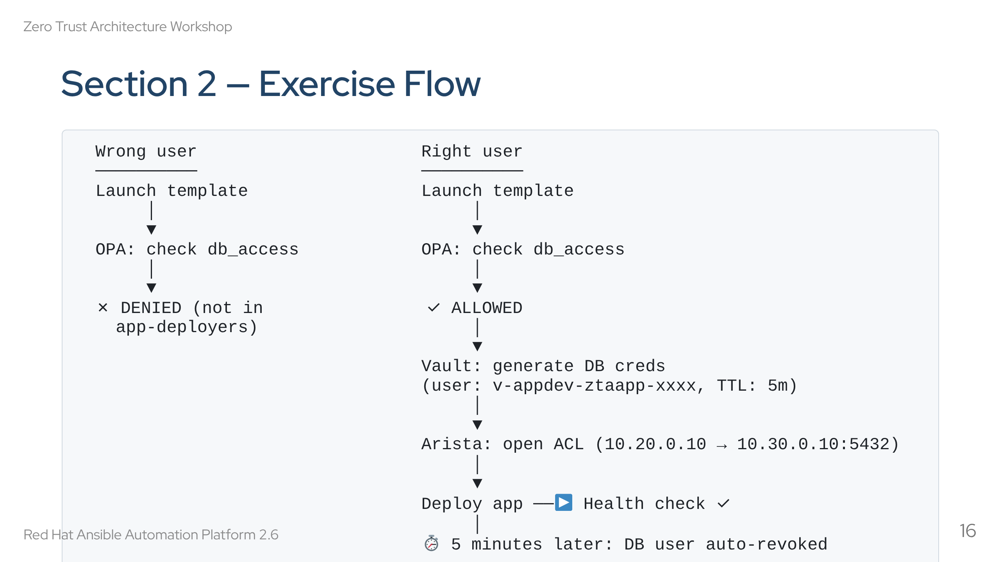 Zero Trust Architecture Workshop
Section 2 — Exercise Flow
Wrong user
──────────
Launch template
│
▼
OPA: check db_access
│
▼
✕ DENIED (not in
app-deployers)
Right user
──────────
Launch template
│
▼
OPA: check db_access
│
▼
✓ ALLOWED
│
▼
Vault: generate DB creds
(user: v-appdev-ztaapp-xxxx, TTL: 5m)
│
▼
Arista: open ACL (10.20.0.10 → 10.30.0.10:5432)
│
▼
Deploy app ──▶ Health check ✓
│
⏱ 5 minutes later: DB user auto-revoked
Red Hat Ansible Automation Platform 2.6
16